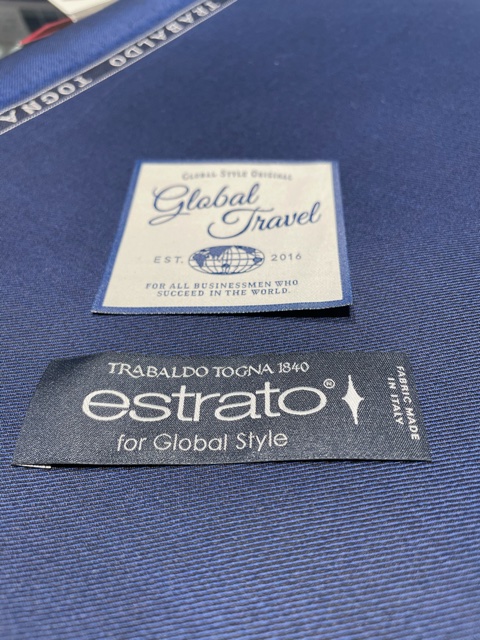 TRABALDO TOGNA
GLOBAL STYLE ORIGINAL
Global
Travel
EST. 2016
FOR ALL BUSINESSMEN WHO
SUCCEED IN THE WORLD.
TRABALDO TOGNA 1840
estrato®
for Global Style
FABRIC MADE
IN ITALY